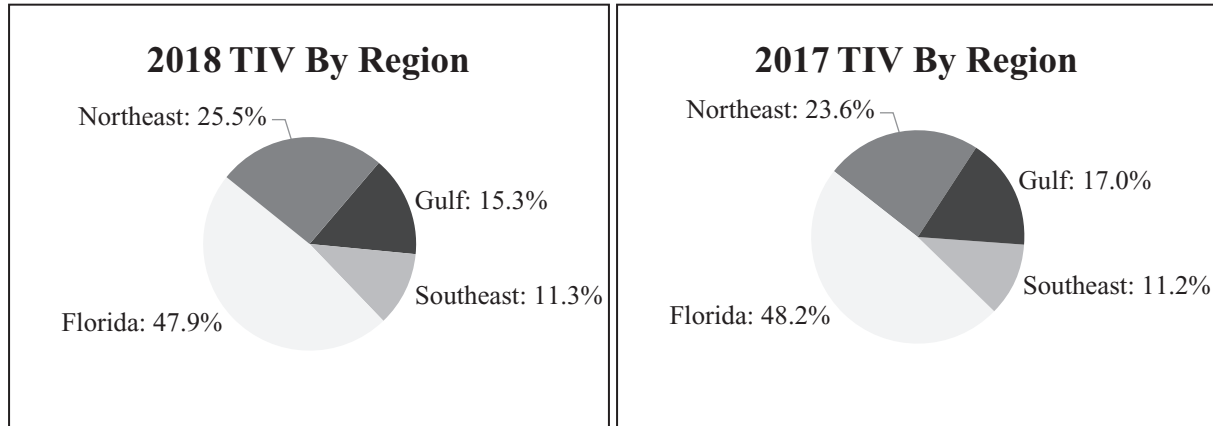 2018 TIV By Region
Northeast: 25.5%
Gulf: 15.3%
Southeast: 11.3%
Florida: 47.9%
2017 TIV By Region
Northeast: 23.6%
Gulf: 17.0%
Southeast: 11.2%
Florida: 48.2%